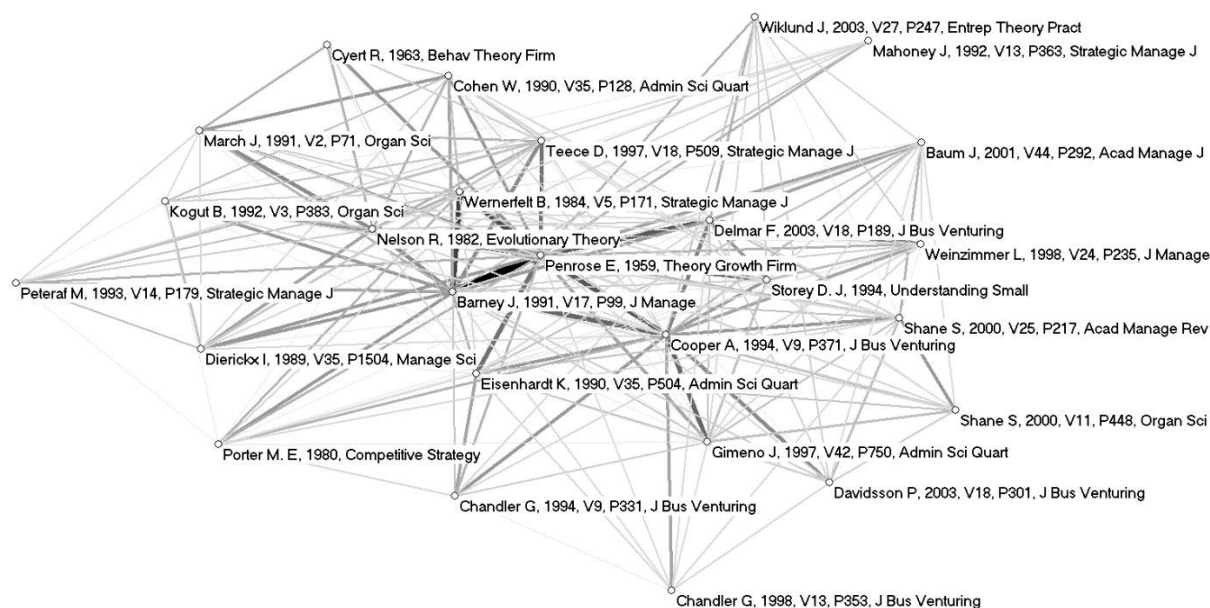 Wiklund J, 2003, V27, P247, Entrep Theory Pract
Cyert R, 1963, Behav Theory Firm
Mahoney J, 1992, V13, P363, Strategic Manage J
Cohen W, 1990, V35, P128, Admin Sci Quart
March J, 1991, V2, P71, Organ Sci
Teece D, 1997, V18, P509, Strategic Manage J
Baum J, 2001, V44, P292, Acad Manage J
Wernerfelt B, 1984, V5, P171, Strategic Manage J
Kogut B, 1992, V3, P383, Organ Sci
Delmar F, 2003, V18, P189, J Bus Venturing
Nelson R, 1982, Evolutionary Theory
Weinzimmer L, 1998, V24, P235, J Manage
Penrose E, 1959, Theory Growth Firm
Peteraf M, 1993, V14, P179, Strategic Manage J
Storey D. J, 1994, Understanding Small
Barney J, 1991, V17, P99, J Manage
Shane S, 2000, V25, P217, Acad Manage Rev
Cooper A, 1994, V9, P371, J Bus Venturing
Dierickx I, 1989, V35, P1504, Manage Sci
Eisenhardt K, 1990, V35, P504, Admin Sci Quart
Shane S, 2000, V11, P448, Organ Sci
Porter M. E, 1980, Competitive Strategy
Gimeno J, 1997, V42, P750, Admin Sci Quart
Davidsson P, 2003, V18, P301, J Bus Venturing
Chandler G, 1994, V9, P331, J Bus Venturing
Chandler G, 1998, V13, P353, J Bus Venturing